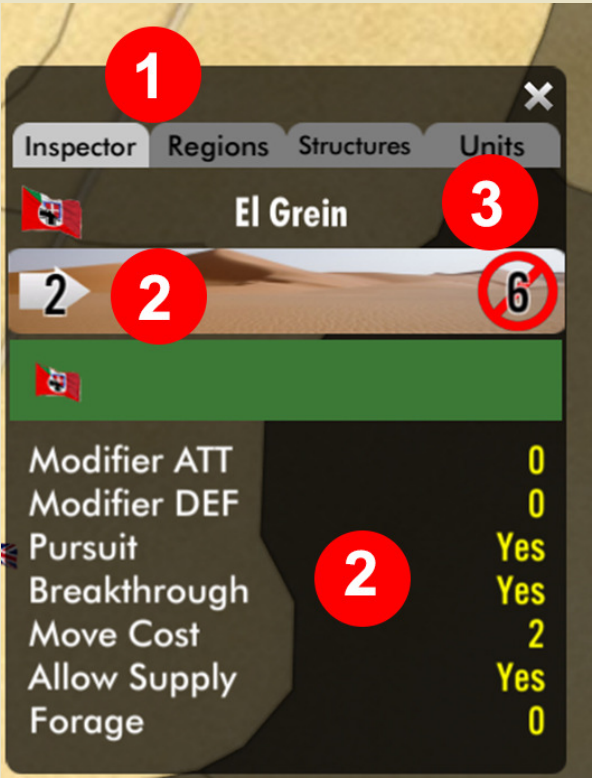 1
Inspector Regions Structures Units
El Grein
3
2 2 6
Modifier ATT 0
Modifier DEF 0
Pursuit Yes
Breakthrough Yes
2
Move Cost 2
Allow Supply Yes
Forage 0